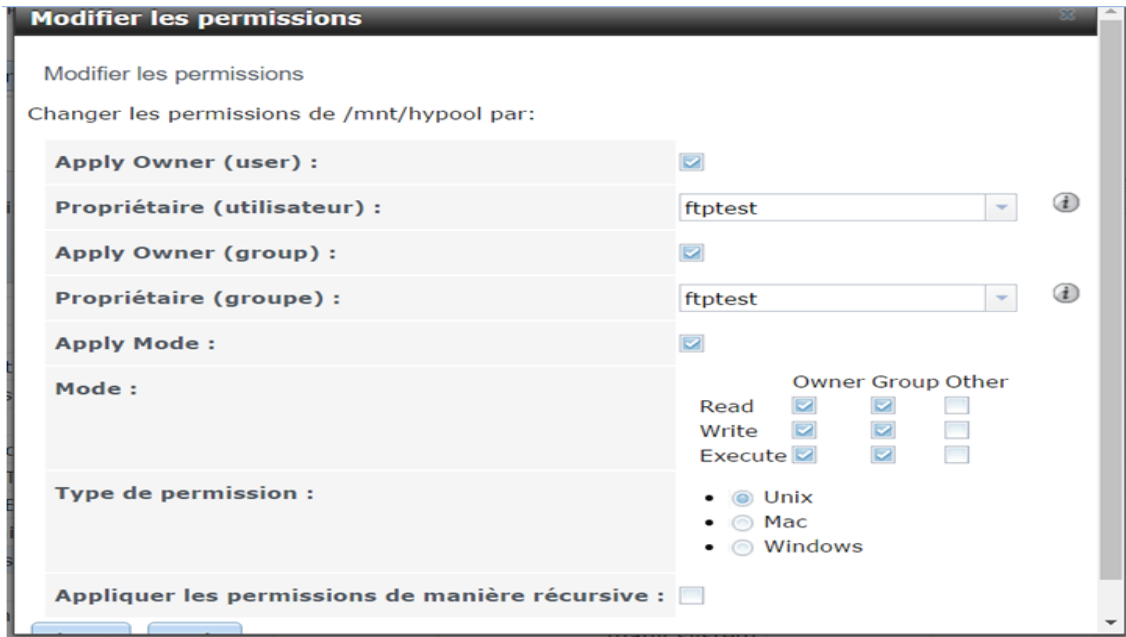 Modifier les permissions
Modifier les permissions
Changer les permissions de /mnt/hypool par:
Apply Owner (user) :
Propriétaire (utilisateur) : ftptest
Apply Owner (group) :
Propriétaire (groupe) : ftptest
Apply Mode :
Mode : Owner Group Other
Read
Write
Execute
Type de permission :
Unix
Mac
Windows
Appliquer les permissions de manière récursive :